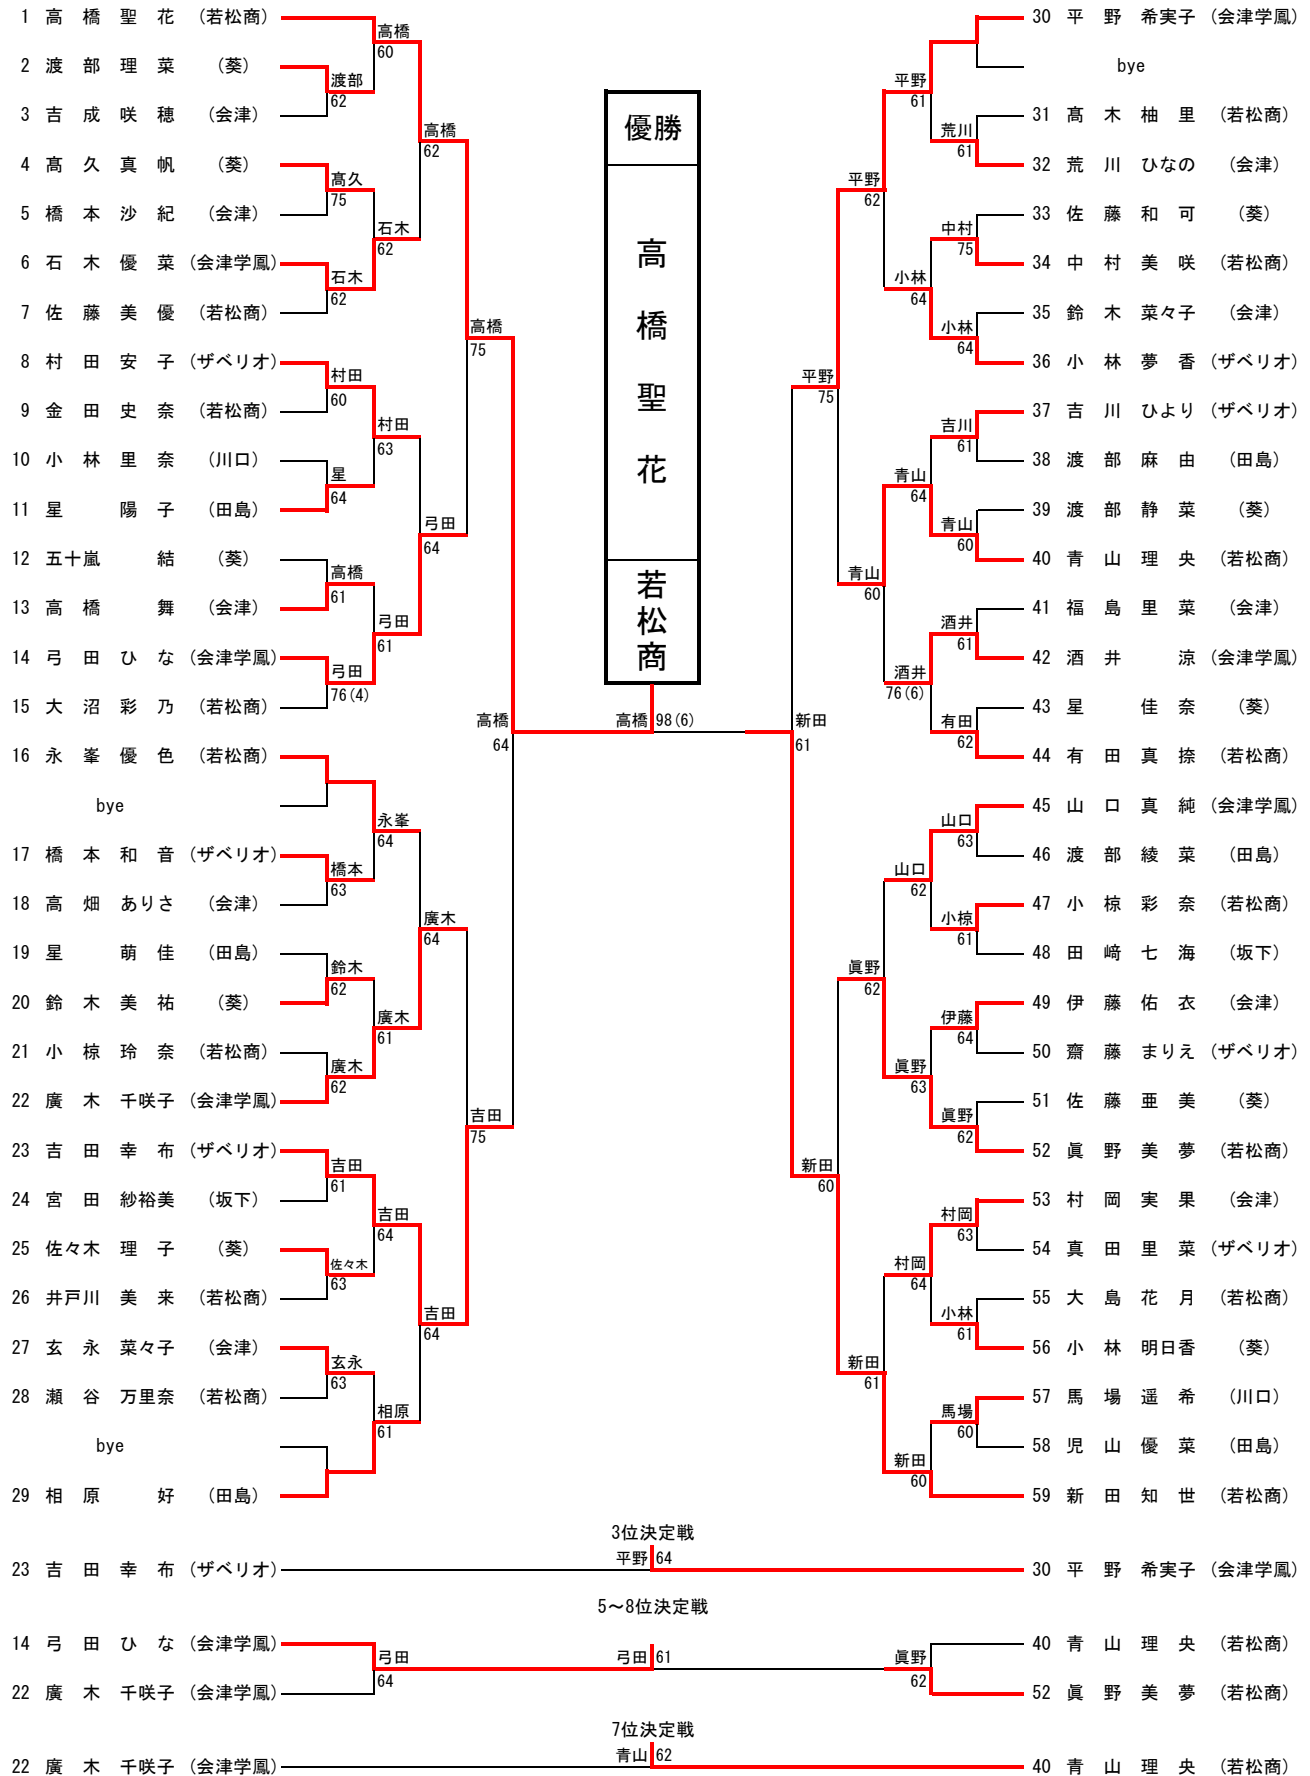 1 高橋聖花 (若松商)
2 渡部理菜 (葵)
3 吉成咲穂 (会津)
4 髙久真帆 (葵)
5 橋本沙紀 (会津)
6 石木優菜 (会津学鳳)
7 佐藤美優 (若松商)
8 村田安子 (ザベリオ)
9 金田史奈 (若松商)
10 小林里奈 (川口)
11 星陽子 (田島)
12 五十嵐結 (葵)
13 高橋舞 (会津)
14 弓田ひな (会津学鳳)
15 大沼彩乃 (若松商)
16 永峯優色 (若松商)
bye
17 橋本和音 (ザベリオ)
18 高畑ありさ (会津)
19 星萌佳 (田島)
20 鈴木美祐 (葵)
21 小椋玲奈 (若松商)
22 廣木千咲子 (会津学鳳)
23 吉田幸布 (ザベリオ)
24 宮田紗裕美 (坂下)
25 佐々木理子 (葵)
26 井戸川美来 (若松商)
27 玄永菜々子 (会津)
28 瀬谷万里奈 (若松商)
bye
29 相原好 (田島)
渡部 62
髙久 75
石木 62
村田 60
星 64
高橋 61
弓田 76(4)
橋本 63
鈴木 62
廣木 62
吉田 61
佐々木 63
玄永 63
高橋 60
石木 62
村田 63
弓田 61
永峯 64
廣木 61
吉田 64
相原 61
高橋 62
弓田 64
廣木 64
吉田 64
高橋 75
吉田 75
高橋 64
優勝
高橋聖花
若松商
高橋 98(6)
新田 61
平野 75
新田 60
平野 62
青山 60
眞野 62
新田 61
平野 61
小林 64
青山 64
酒井 76(6)
山口 62
眞野 63
村岡 64
新田 60
荒川 61
中村 75
小林 64
吉川 61
青山 60
酒井 61
有田 62
山口 63
小椋 61
伊藤 64
眞野 62
村岡 63
小林 61
馬場 60
30 平野希実子 (会津学鳳)
bye
31 髙木柚里 (若松商)
32 荒川ひなの (会津)
33 佐藤和可 (葵)
34 中村美咲 (若松商)
35 鈴木菜々子 (会津)
36 小林夢香 (ザベリオ)
37 吉川ひより (ザベリオ)
38 渡部麻由 (田島)
39 渡部静菜 (葵)
40 青山理央 (若松商)
41 福島里菜 (会津)
42 酒井涼 (会津学鳳)
43 星佳奈 (葵)
44 有田真捺 (若松商)
45 山口真純 (会津学鳳)
46 渡部綾菜 (田島)
47 小椋彩奈 (若松商)
48 田﨑七海 (坂下)
49 伊藤佑衣 (会津)
50 齋藤まりえ (ザベリオ)
51 佐藤亜美 (葵)
52 眞野美夢 (若松商)
53 村岡実果 (会津)
54 真田里菜 (ザベリオ)
55 大島花月 (若松商)
56 小林明日香 (葵)
57 馬場遥希 (川口)
58 児山優菜 (田島)
59 新田知世 (若松商)
3位決定戦
23 吉田幸布 (ザベリオ) 平野 64 30 平野希実子 (会津学鳳)
5～8位決定戦
14 弓田ひな (会津学鳳) 40 青山理央 (若松商)
弓田 64 弓田 61 眞野 62
22 廣木千咲子 (会津学鳳) 52 眞野美夢 (若松商)
7位決定戦
22 廣木千咲子 (会津学鳳) 青山 62 40 青山理央 (若松商)